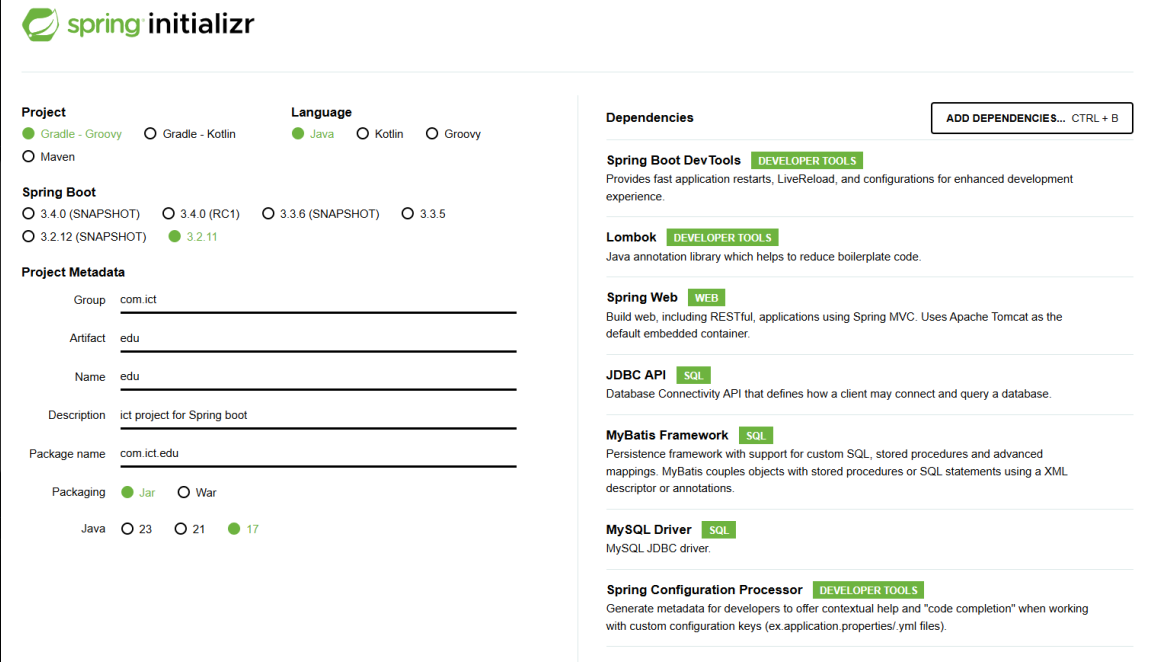 spring initializr
Project
Gradle - Groovy Gradle - Kotlin
Maven
Language
Java Kotlin Groovy
Spring Boot
3.4.0 (SNAPSHOT) 3.4.0 (RC1) 3.3.6 (SNAPSHOT) 3.3.5
3.2.12 (SNAPSHOT) 3.2.11
Project Metadata
Group com.ict
Artifact edu
Name edu
Description ict project for Spring boot
Package name com.ict.edu
Packaging Jar War
Java 23 21 17
Dependencies ADD DEPENDENCIES... CTRL + B
Spring Boot DevTools DEVELOPER TOOLS
Provides fast application restarts, LiveReload, and configurations for enhanced development
experience.
Lombok DEVELOPER TOOLS
Java annotation library which helps to reduce boilerplate code.
Spring Web WEB
Build web, including RESTful, applications using Spring MVC. Uses Apache Tomcat as the
default embedded container.
JDBC API SQL
Database Connectivity API that defines how a client may connect and query a database.
MyBatis Framework SQL
Persistence framework with support for custom SQL, stored procedures and advanced
mappings. MyBatis couples objects with stored procedures or SQL statements using a XML
descriptor or annotations.
MySQL Driver SQL
MySQL JDBC driver.
Spring Configuration Processor DEVELOPER TOOLS
Generate metadata for developers to offer contextual help and "code completion" when working
with custom configuration keys (ex.application.properties/.yml files).